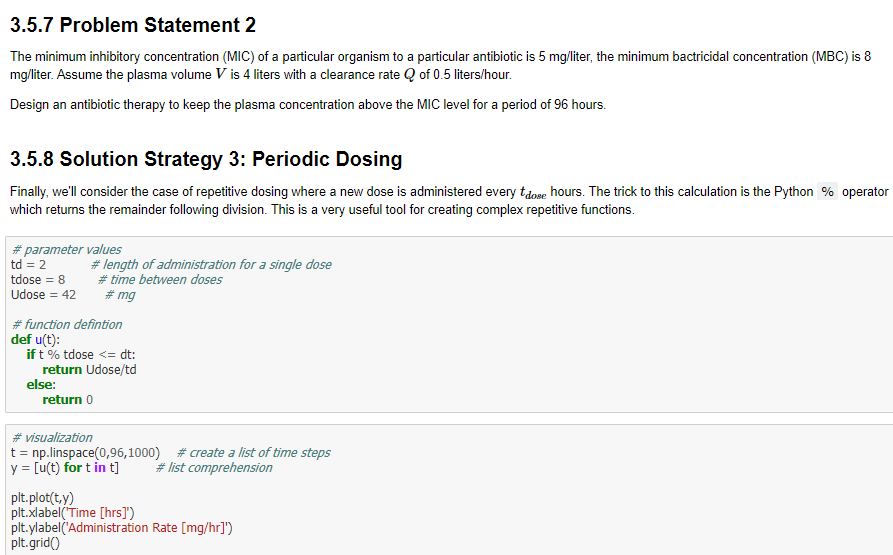 3.5.7 Problem Statement 2
The minimum inhibitory concentration (MIC) of a particular organism to a particular antibiotic is 5 mg/liter, the minimum bactricidal concentration (MBC) is 8
mg/liter. Assume the plasma volume V is 4 liters with a clearance rate Q of 0.5 liters/hour.
Design an antibiotic therapy to keep the plasma concentration above the MIC level for a period of 96 hours.
3.5.8 Solution Strategy 3: Periodic Dosing
Finally, we'll consider the case of repetitive dosing where a new dose is administered every tdose hours. The trick to this calculation is the Python % operator
which returns the remainder following division. This is a very useful tool for creating complex repetitive functions.
# parameter values
td = 2 # length of administration for a single dose
tdose = 8 # time between doses
Udose = 42 # mg
# function defintion
def u(t):
if t % tdose <= dt:
return Udose/td
else:
return 0
# visualization
t = np.linspace(0,96,1000) # create a list of time steps
y = [u(t) for t in t] # list comprehension
plt.plot(t,y)
plt.xlabel('Time [hrs]')
plt.ylabel('Administration Rate [mg/hr]')
plt.grid()